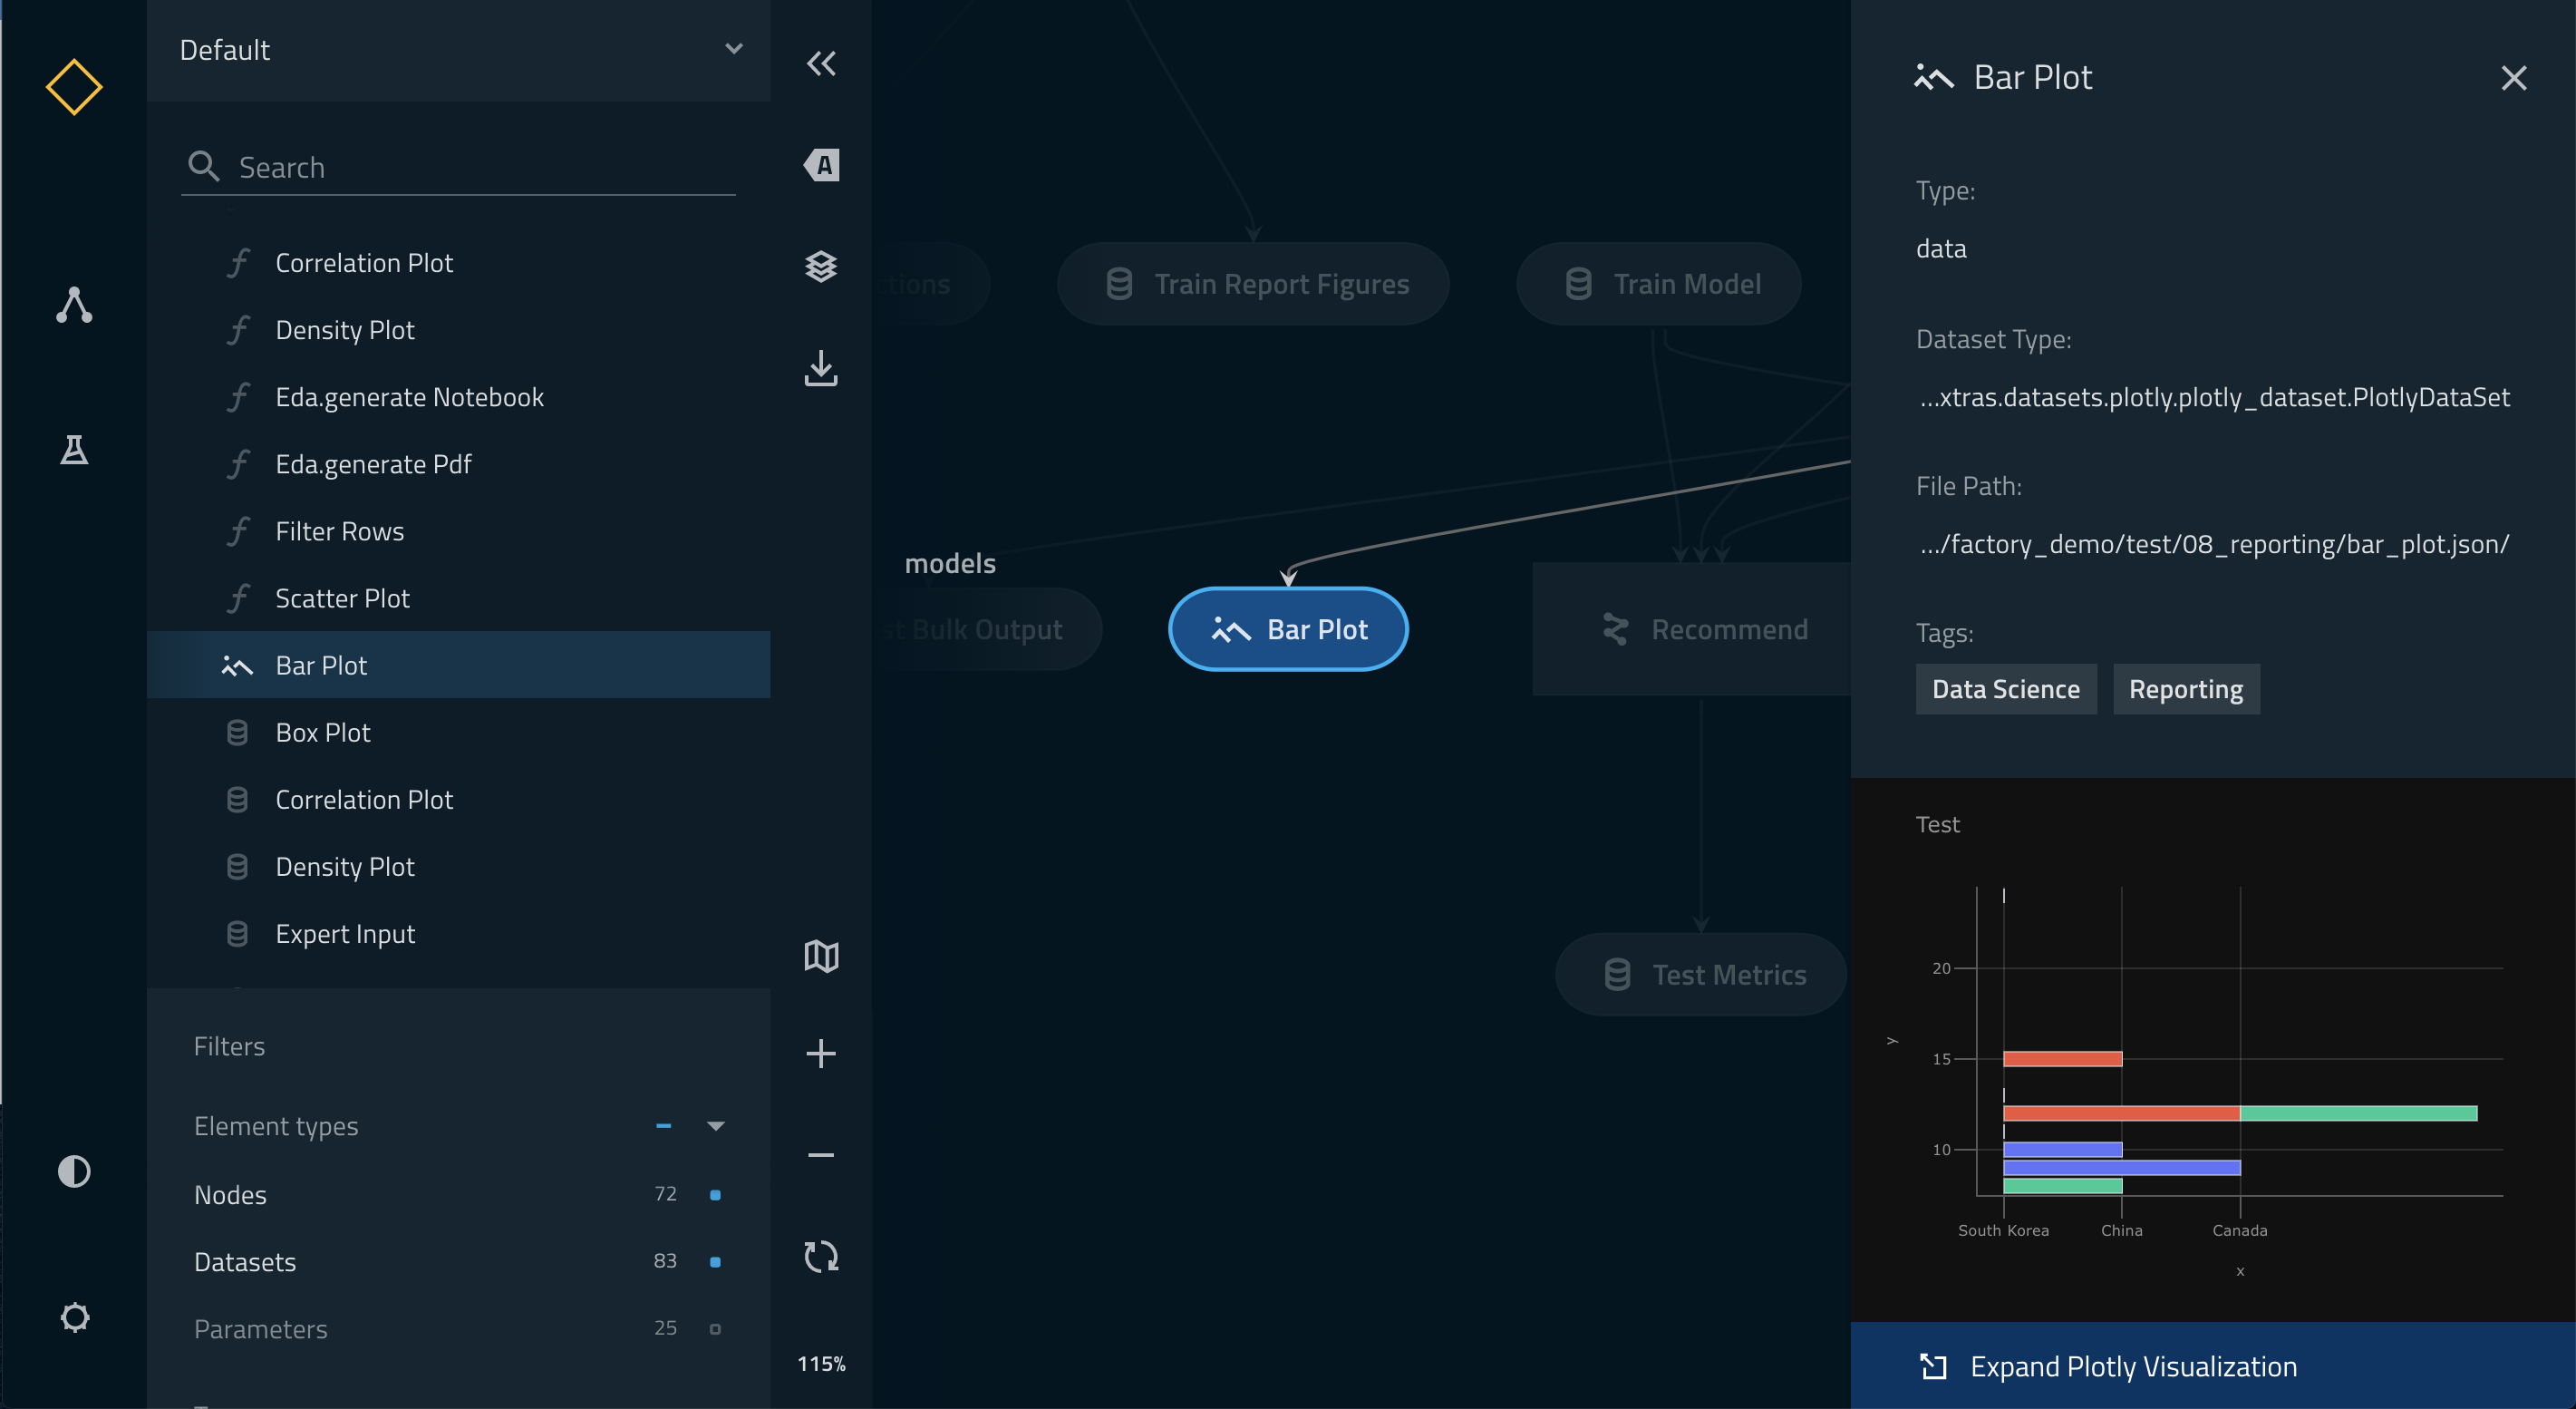 Default
Search
Correlation Plot
Density Plot
Eda.generate Notebook
Eda.generate Pdf
Filter Rows
Scatter Plot
Bar Plot
Box Plot
Correlation Plot
Density Plot
Expert Input
Filters
Element types
Nodes 72
Datasets 83
Parameters 25
A
115%
Train Report Figures
Train Model
models
Bulk Output
Bar Plot
Recommend
Test Metrics
Bar Plot
Type:
data
Dataset Type:
...xtras.datasets.plotly.plotly_dataset.PlotlyDataSet
File Path:
.../factory_demo/test/08_reporting/bar_plot.json/
Tags:
Data Science
Reporting
Test
20
15
10
y
South Korea
China
Canada
x
Expand Plotly Visualization